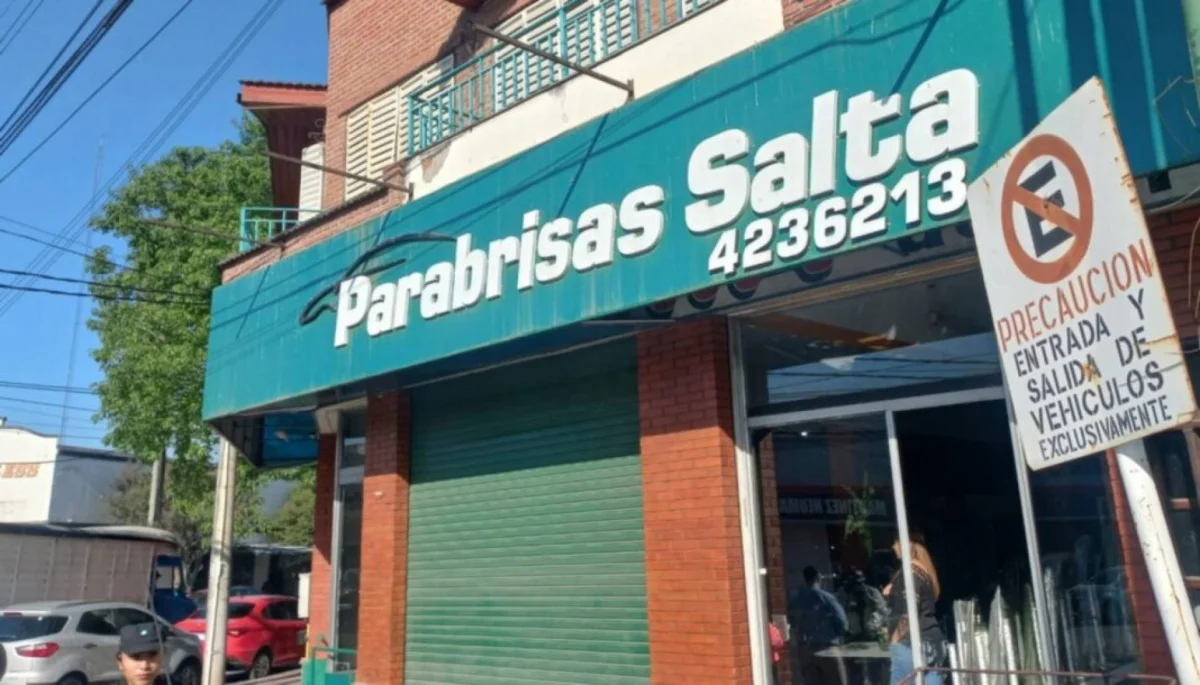 Parabrisas Salta
4236213
E
PRECAUCION
ENTRADA Y
SALIDA DE
VEHICULOS
EXCLUSIVAMENTE